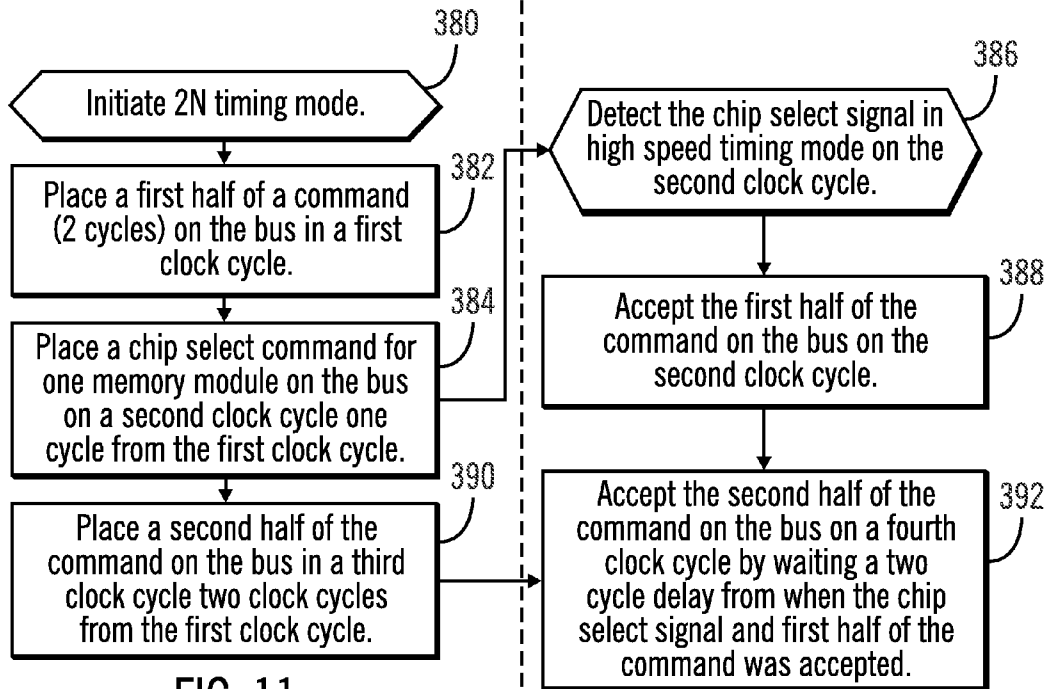 380
Initiate 2N timing mode.
382
Place a first half of a command
(2 cycles) on the bus in a first
clock cycle.
384
Place a chip select command for
one memory module on the bus
on a second clock cycle one
cycle from the first clock cycle.
390
Place a second half of the
command on the bus in a third
clock cycle two clock cycles
from the first clock cycle.
386
Detect the chip select signal in
high speed timing mode on the
second clock cycle.
388
Accept the first half of the
command on the bus on the
second clock cycle.
392
Accept the second half of the
command on the bus on a fourth
clock cycle by waiting a two
cycle delay from when the chip
select signal and first half of the
command was accepted.
FIG. 11